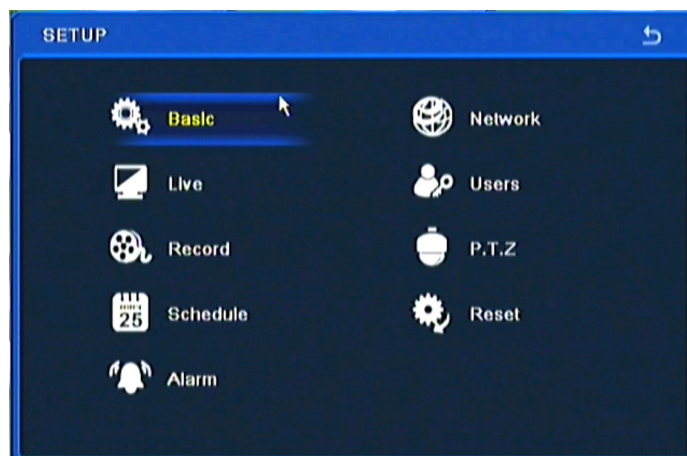 SETUP
Basic
Network
Live
Users
Record
P.T.Z
25
Schedule
Reset
Alarm